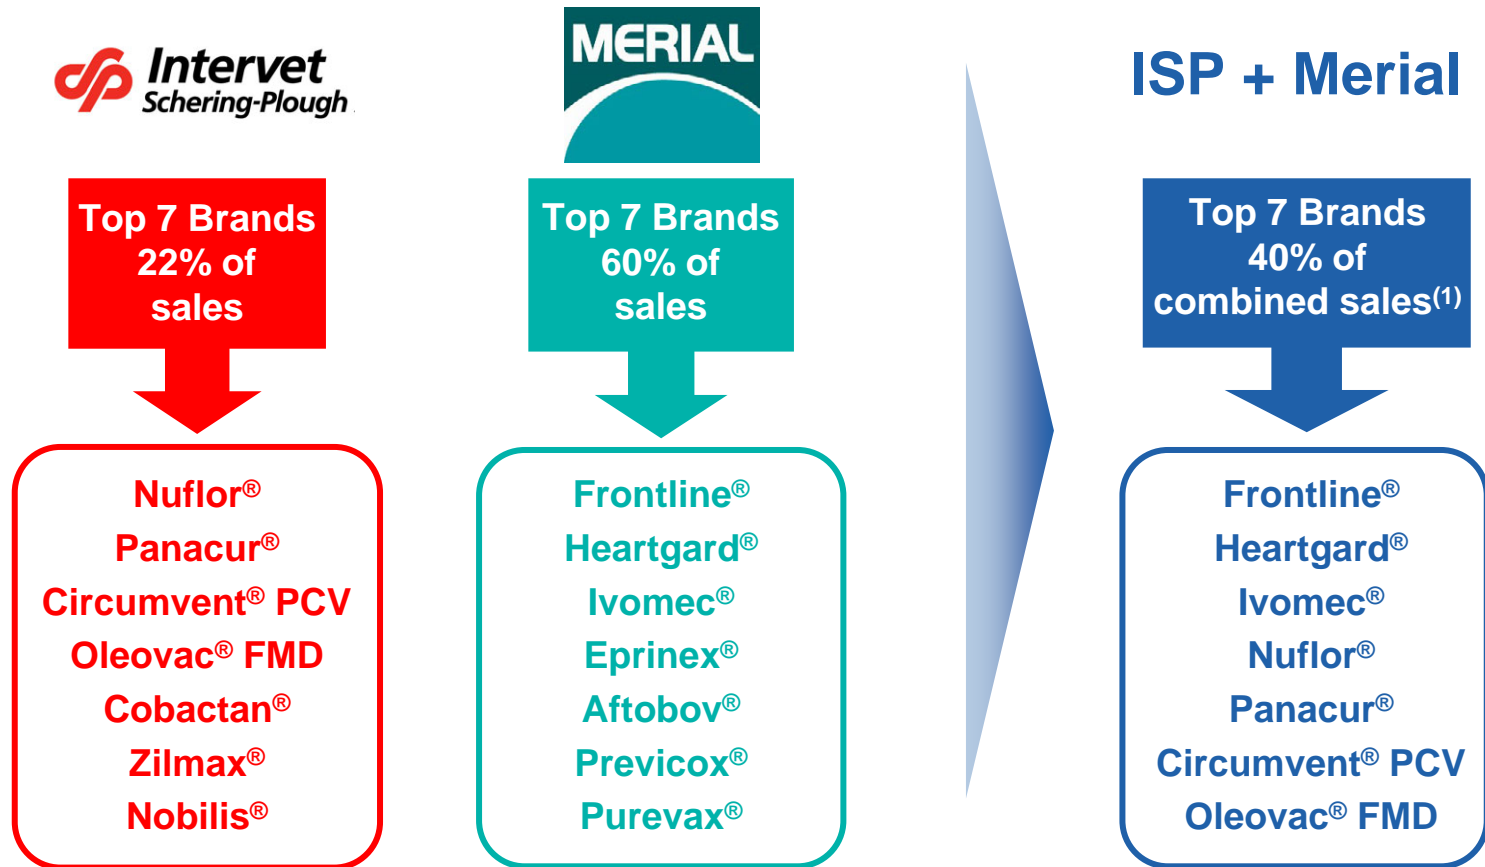 Intervet
Schering-Plough
Top 7 Brands
22% of
sales
Nuflor®
Panacur®
Circumvent® PCV
Oleovac® FMD
Cobactan®
Zilmax®
Nobilis®
MERIAL
Top 7 Brands
60% of
sales
Frontline®
Heartgard®
Ivomec®
Eprinex®
Aftobov®
Previcox®
Purevax®
ISP + Merial
Top 7 Brands
40% of
combined sales(1)
Frontline®
Heartgard®
Ivomec®
Nuflor®
Panacur®
Circumvent® PCV
Oleovac® FMD